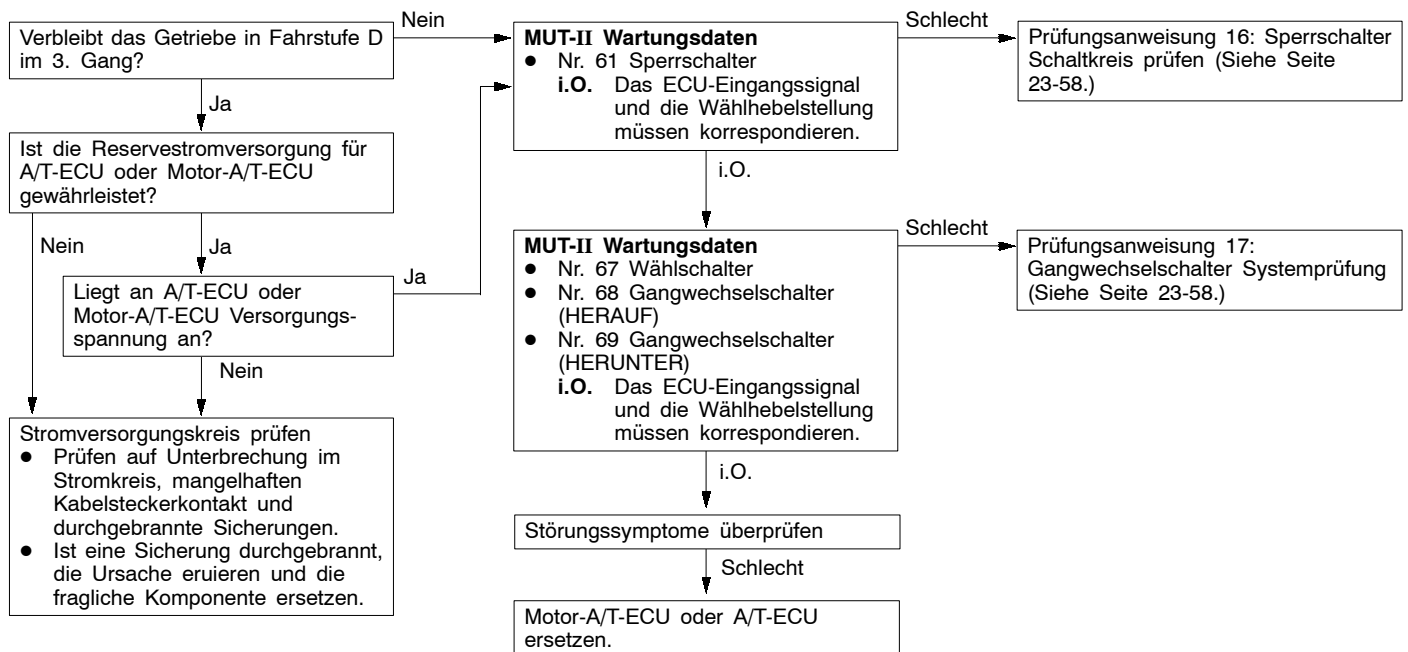 Verbleibt das Getriebe in Fahrstufe D
im 3. Gang?
Nein
Ja
Ist die Reservestromversorgung für
A/T-ECU oder Motor-A/T-ECU
gewährleistet?
Nein
Ja
Liegt an A/T-ECU oder
Motor-A/T-ECU Versorgungs-
spannung an?
Ja
Nein
Stromversorgungskreis prüfen
● Prüfen auf Unterbrechung im
Stromkreis, mangelhaften
Kabelsteckerkontakt und
durchgebrannte Sicherungen.
● Ist eine Sicherung durchgebrannt,
die Ursache eruieren und die
fragliche Komponente ersetzen.
MUT-II Wartungsdaten
● Nr. 61 Sperrschalter
i.O. Das ECU-Eingangssignal
und die Wählhebelstellung
müssen korrespondieren.
Schlecht
Prüfungsanweisung 16: Sperrschalter
Schaltkreis prüfen (Siehe Seite
23-58.)
i.O.
MUT-II Wartungsdaten
● Nr. 67 Wählschalter
● Nr. 68 Gangwechselschalter
(HERAUF)
● Nr. 69 Gangwechselschalter
(HERUNTER)
i.O. Das ECU-Eingangssignal
und die Wählhebelstellung
müssen korrespondieren.
Schlecht
Prüfungsanweisung 17:
Gangwechselschalter Systemprüfung
(Siehe Seite 23-58.)
i.O.
Störungssymptome überprüfen
Schlecht
Motor-A/T-ECU oder A/T-ECU
ersetzen.